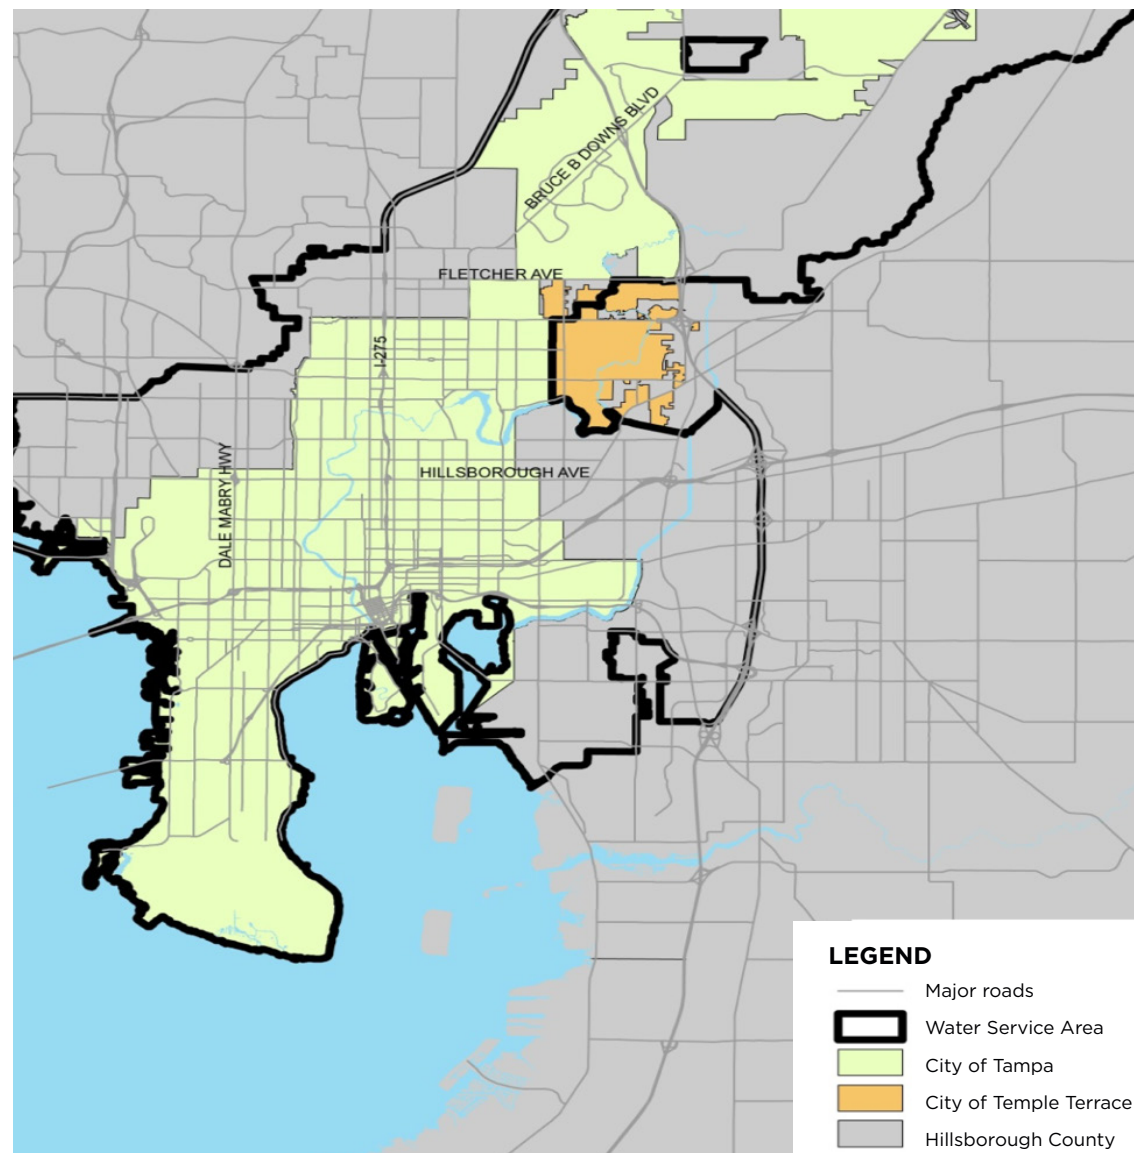 BRUCE B DOWNS BLVD
FLETCHER AVE
I-275
DALE MABRY HWY
HILLSBOROUGH AVE
LEGEND
Major roads
Water Service Area
City of Tampa
City of Temple Terrace
Hillsborough County